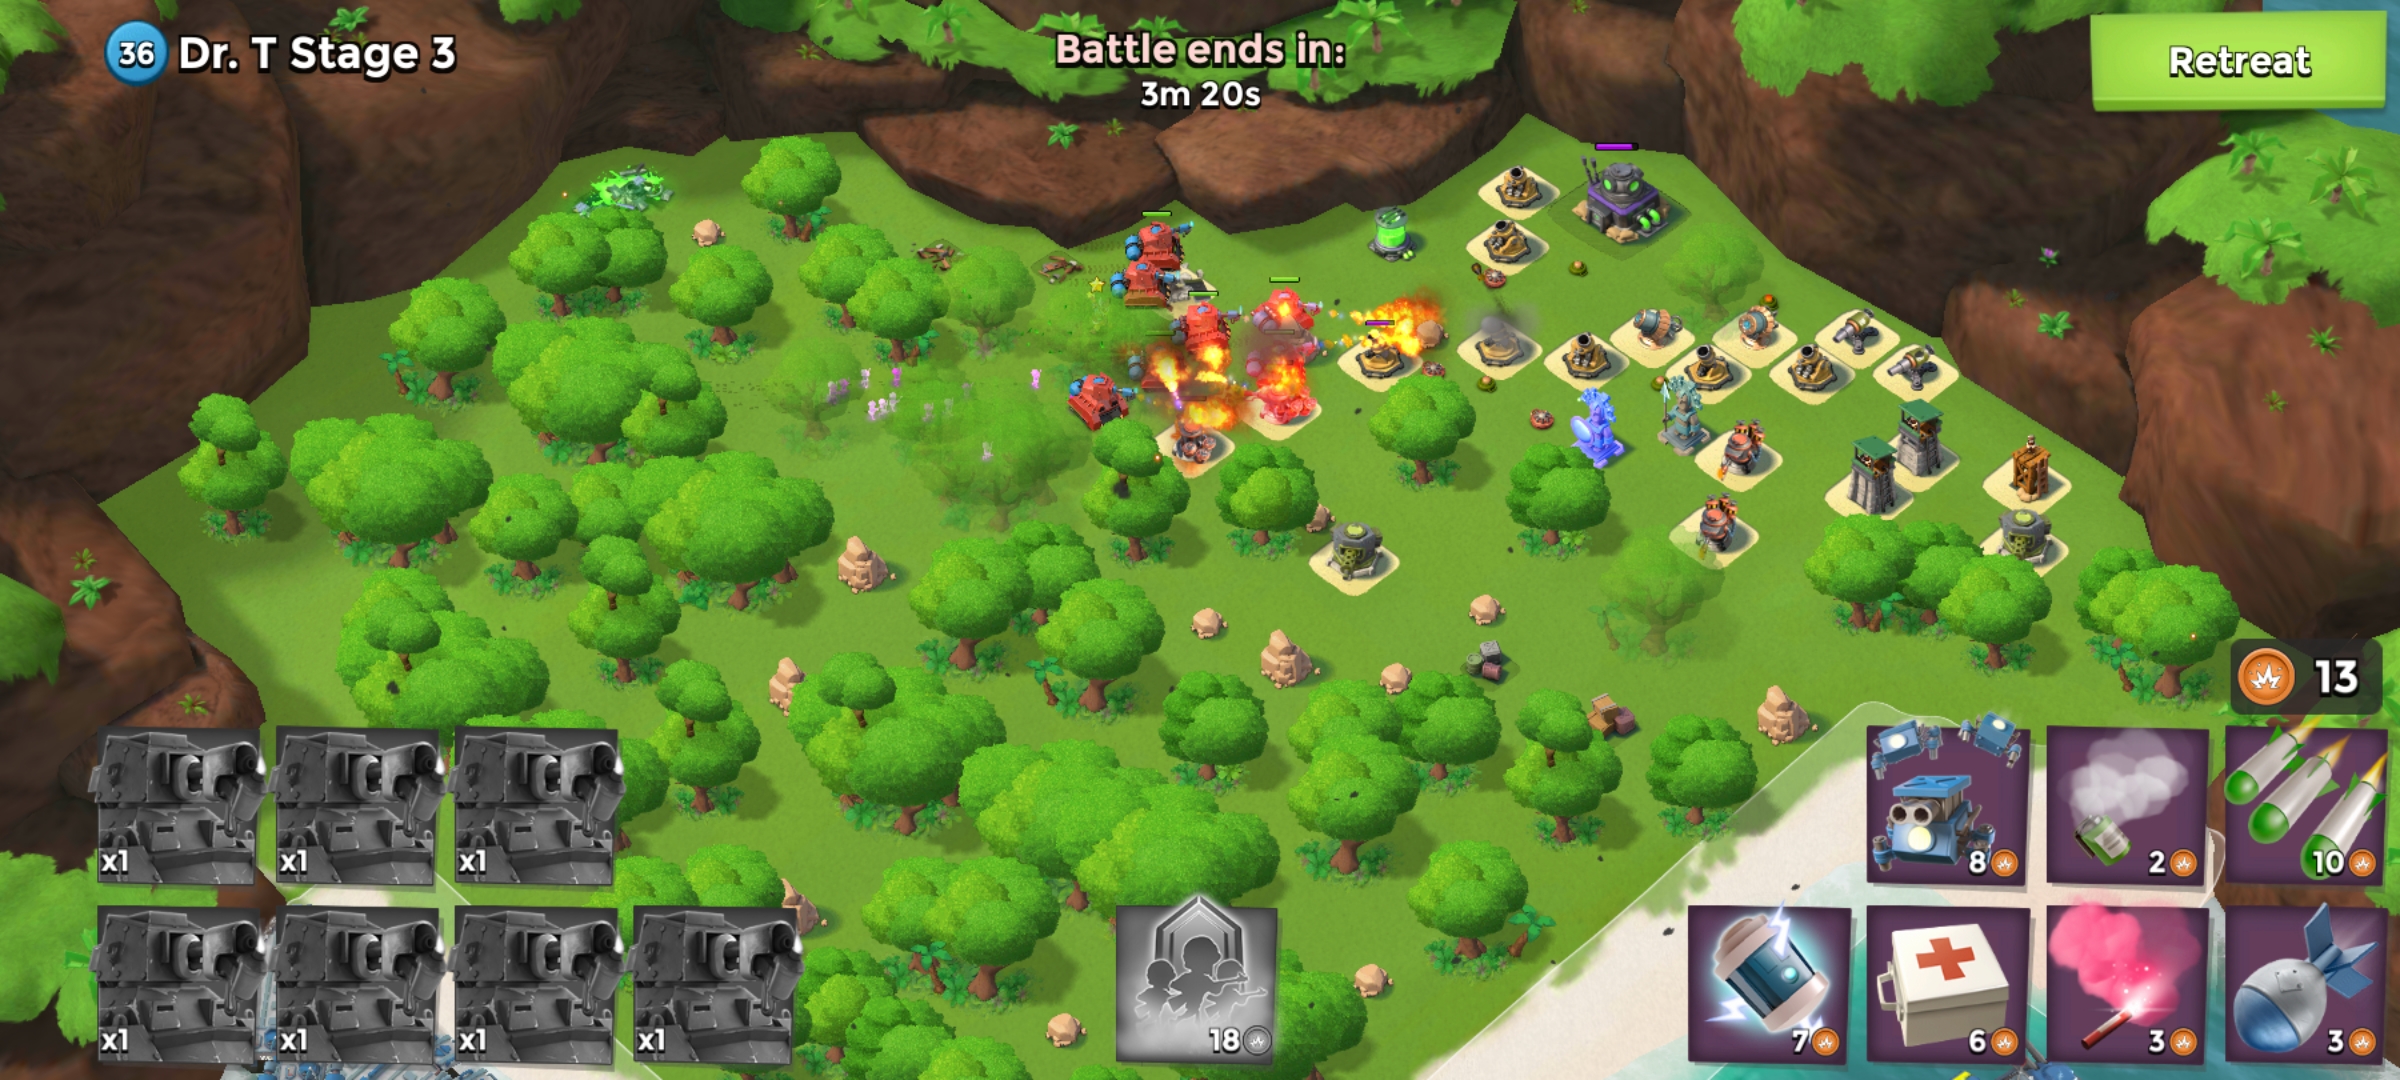 36 Dr. T Stage 3
Battle ends in:
3m 20s
Retreat
13
x1 x1 x1
8 2 10
x1 x1 x1 x1
18
7 6 3 3